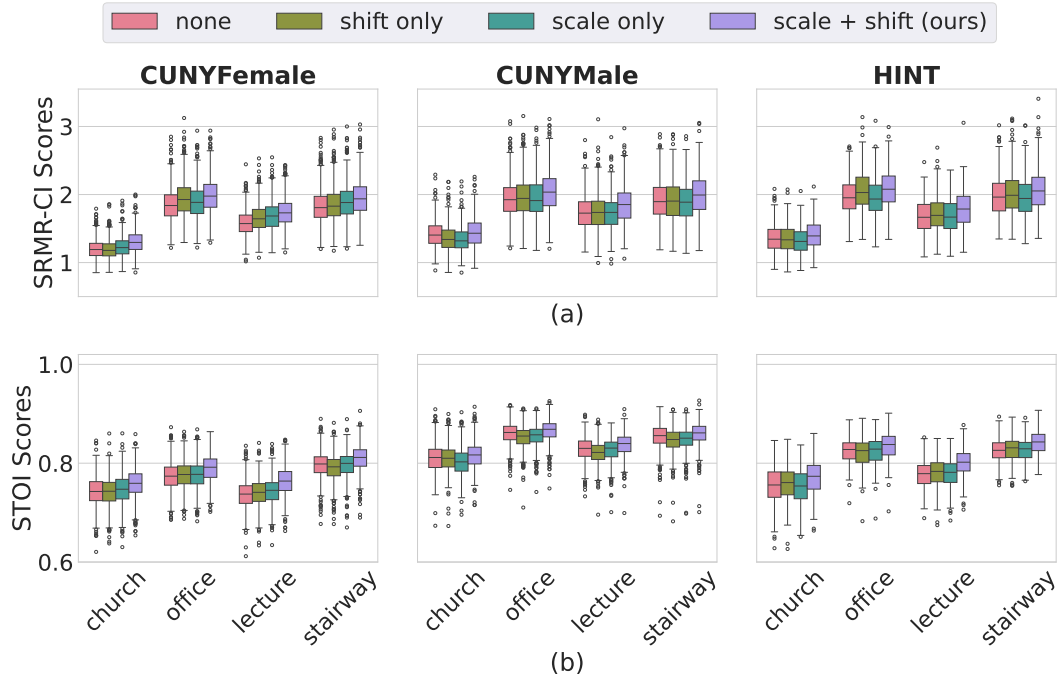 none shift only scale only scale + shift (ours)
CUNYFemale CUNYMale HINT
SRMR-CI Scores
3
2
1
(a)
STOI Scores
1.0
0.8
0.6
church office lecture stairway church office lecture stairway church office lecture stairway
(b)